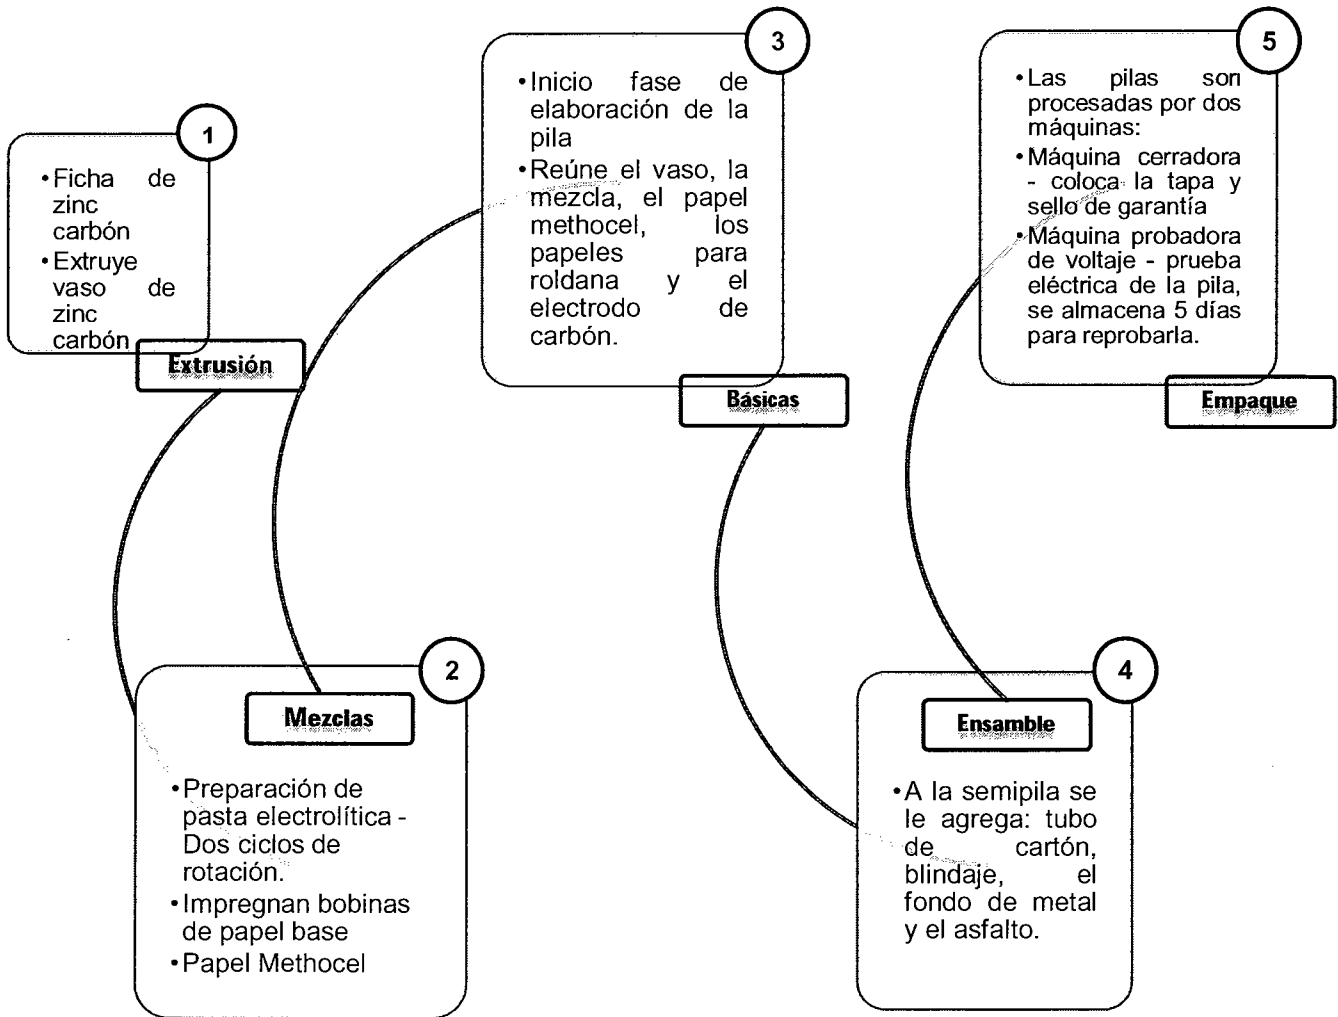 1
•Ficha de
zinc
carbón
•Extruye
vaso de
zinc
carbón
Extrusión
2
Mezclas
•Preparación de
pasta electrolítica -
Dos ciclos de
rotación.
•Impregnan bobinas
de papel base
•Papel Methocel
3
•Inicio fase de
elaboración de la
pila
•Reúne el vaso, la
mezcla, el papel
methocel, los
papeles para
roldana y el
electrodo de
carbón.
Básicas
4
Ensamble
•A la semipila se
le agrega: tubo
de cartón,
blindaje, el
fondo de metal
y el asfalto.
5
•Las pilas son
procesadas por dos
máquinas:
•Máquina cerradora
- coloca la tapa y
sello de garantía
•Máquina probadora
de voltaje - prueba
eléctrica de la pila,
se almacena 5 días
para reprobarla.
Empaque